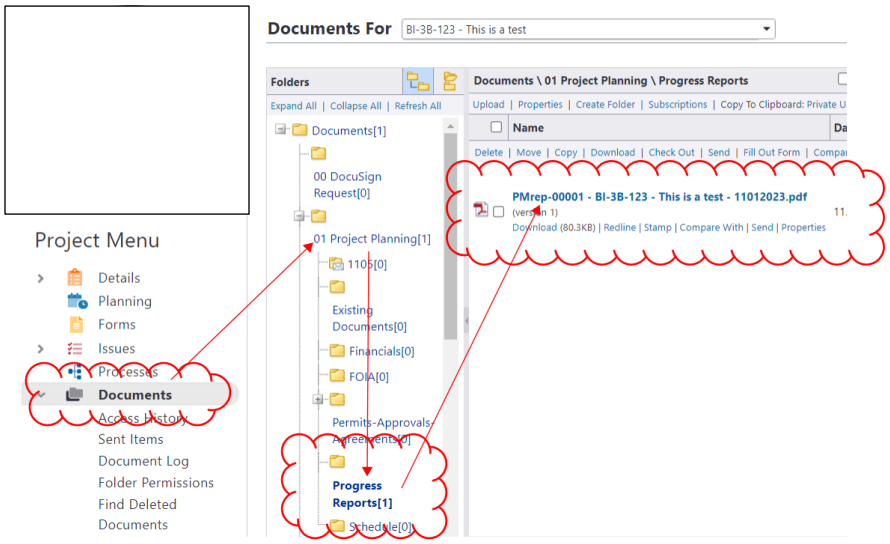 Documents For BI-3B-123 - This is a test
Project Menu
Details
Planning
Forms
Issues
Processes
Documents
Access History
Sent Items
Document Log
Folder Permissions
Find Deleted
Documents
Folders
Expand All | Collapse All | Refresh All
Documents[1]
00 DocuSign
Request[0]
01 Project Planning[1]
1105[0]
Existing
Documents[0]
Financials[0]
FOIA[0]
Permits-Approvals-
Agreements[0]
Progress
Reports[1]
Schedule[0]
Documents \ 01 Project Planning \ Progress Reports
Upload | Properties | Create Folder | Subscriptions | Copy To Clipboard: Private U
Name Da
Delete | Move | Copy | Download | Check Out | Send | Fill Out Form | Compar
PMrep-00001 - BI-3B-123 - This is a test - 11012023.pdf
(version 1) 11.
Download (80.3KB) | Redline | Stamp | Compare With | Send | Properties